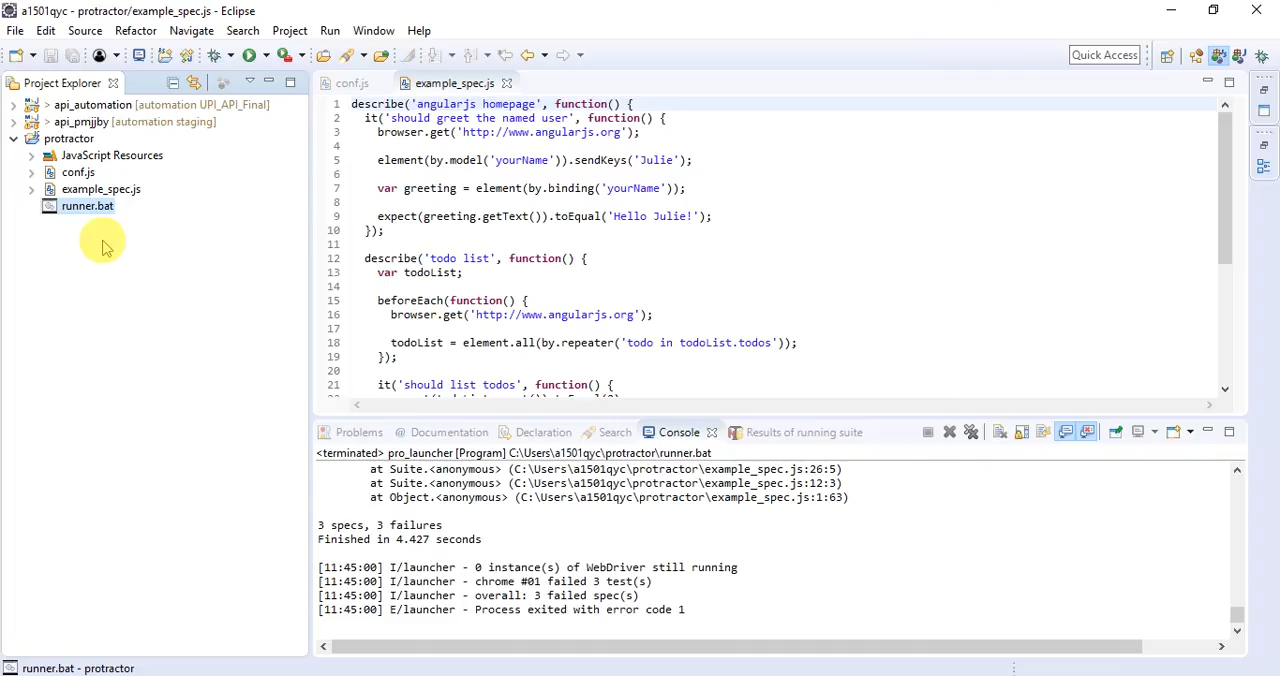 a1501qyc - protractor/example_spec.js - Eclipse
File Edit Source Refactor Navigate Search Project Run Window Help
Quick Access
Project Explorer
> api_automation [automation UPI_API_Final]
> api_pmjjby [automation staging]
protractor
JavaScript Resources
conf.js
example_spec.js
runner.bat
conf.js example_spec.js
1 describe('angularjs homepage', function() {
2 it('should greet the named user', function() {
3 browser.get('http://www.angularjs.org');
4
5 element(by.model('yourName')).sendKeys('Julie');
6
7 var greeting = element(by.binding('yourName'));
8
9 expect(greeting.getText()).toEqual('Hello Julie!');
10 });
11
12 describe('todo list', function() {
13 var todoList;
14
15 beforeEach(function() {
16 browser.get('http://www.angularjs.org');
17
18 todoList = element.all(by.repeater('todo in todoList.todos'));
19 });
20
21 it('should list todos', function() {
Problems @ Documentation Declaration Search Console Results of running suite
<terminated> pro_launcher [Program] C:\Users\a1501qyc\protractor\runner.bat
at Suite.<anonymous> (C:\Users\a1501qyc\protractor\example_spec.js:26:5)
at Suite.<anonymous> (C:\Users\a1501qyc\protractor\example_spec.js:12:3)
at Object.<anonymous> (C:\Users\a1501qyc\protractor\example_spec.js:1:63)
3 specs, 3 failures
Finished in 4.427 seconds
[11:45:00] I/launcher - 0 instance(s) of WebDriver still running
[11:45:00] I/launcher - chrome #01 failed 3 test(s)
[11:45:00] I/launcher - overall: 3 failed spec(s)
[11:45:00] E/launcher - Process exited with error code 1
runner.bat - protractor